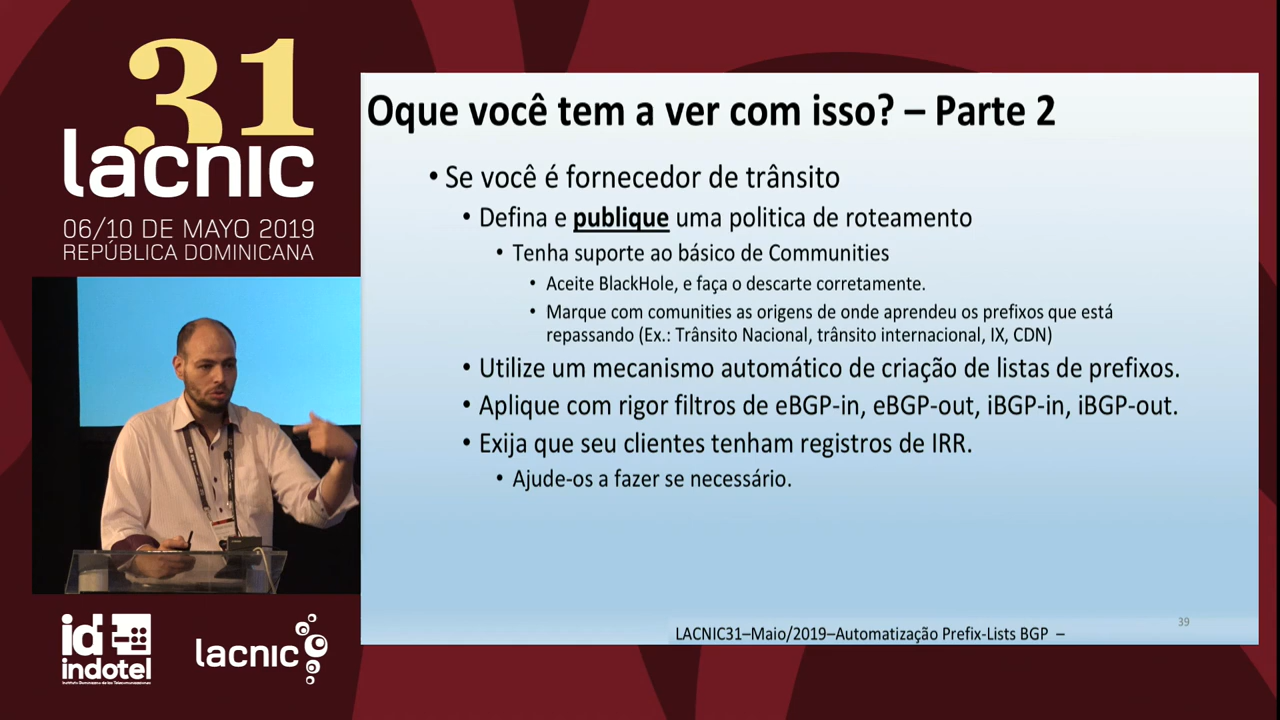 31
lacnic
06/10 DE MAYO 2019
REPÚBLICA DOMINICANA
Oque você tem a ver com isso? – Parte 2
• Se você é fornecedor de trânsito
• Defina e publique uma politica de roteamento
• Tenha suporte ao básico de Communities
• Aceite BlackHole, e faça o descarte corretamente.
• Marque com comunities as origens de onde aprendeu os prefixos que está
repassando (Ex.: Trânsito Nacional, trânsito internacional, IX, CDN)
• Utilize um mecanismo automático de criação de listas de prefixos.
• Aplique com rigor filtros de eBGP-in, eBGP-out, iBGP-in, iBGP-out.
• Exija que seu clientes tenham registros de IRR.
• Ajude-os a fazer se necessário.
39
LACNIC31–Maio/2019–Automatização Prefix-Lists BGP –
id
indotel
Instituto Dominicano de las Telecomunicaciones
lacnic